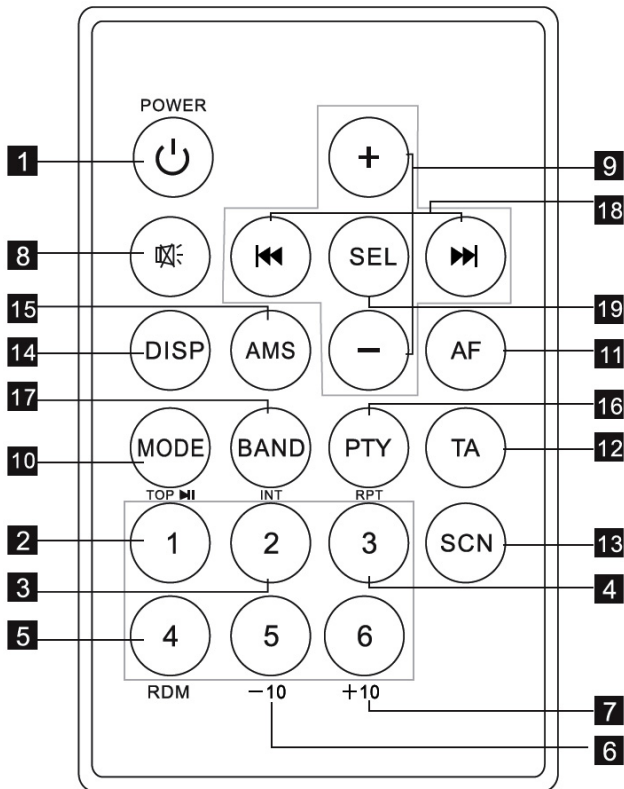 POWER
1
+
9
18
8
SEL
15
19
14
DISP
AMS
−
AF
11
17
16
10
MODE
BAND
PTY
TA
12
TOP
INT
RPT
2
1
2
3
SCN
13
3
4
5
4
5
6
RDM
−10
+10
7
6